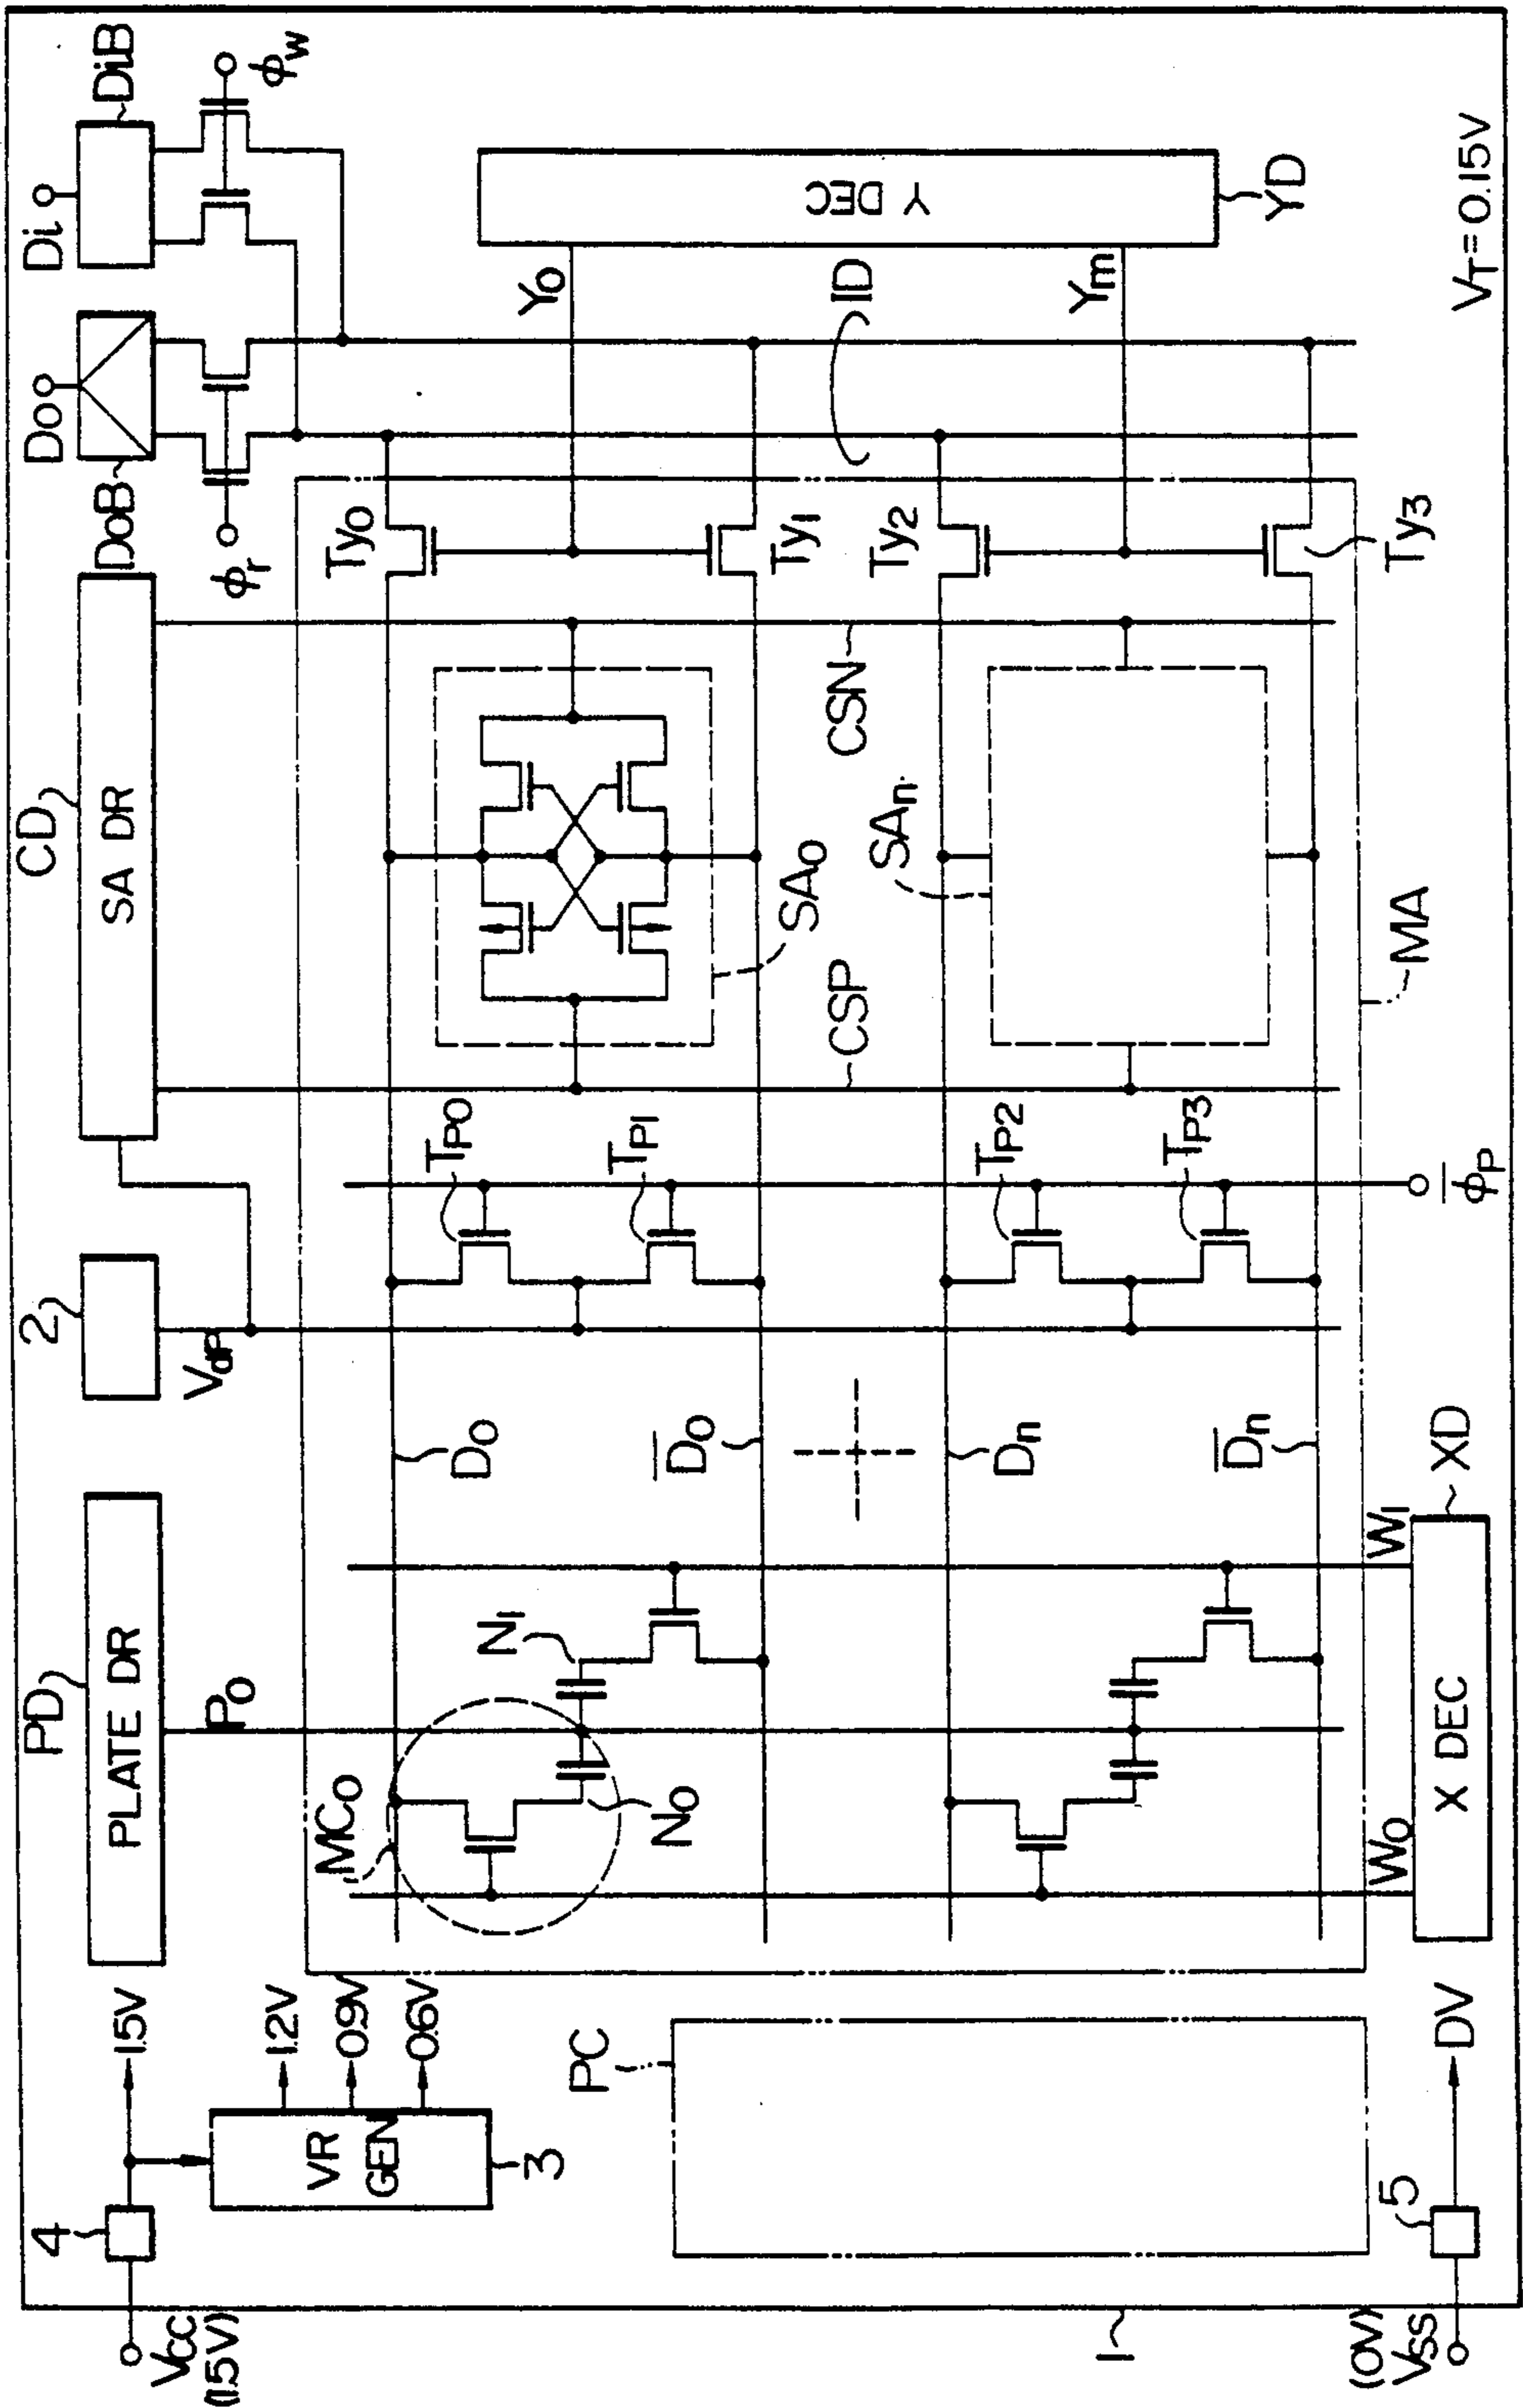 VCC
(1.5V)
4
1.5V
VR
GEN
3
1.2V
0.9V
0.6V
PD
PLATE DR
P0
2
VdP
CD
SA DR
Do
DoB
φr
Di
DiB
φw
MC0
N0
N1
D0
D̅0̅
TP0
TP1
CSP
SA0
CSN
Ty0
Ty1
Y0
ID
Y DEC
YD
PC
Dn
D̅n̅
TP2
TP3
SAn
Ty2
Ty3
Ym
MA
1
(0V)
VSS
5
DV
W0
W1
X DEC
XD
φ̅P
VT=0.15V